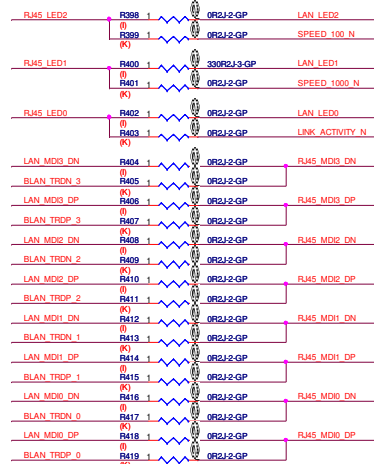 RJ45_LED2 R398 1 0R2J-2-GP LAN_LED2
(I)
R399 1 0R2J-2-GP SPEED_100_N
(K)
RJ45_LED1 R400 1 330R2J-3-GP LAN_LED1
(I)
R401 1 0R2J-2-GP SPEED_1000_N
(K)
RJ45_LED0 R402 1 0R2J-2-GP LAN_LED0
(I)
R403 1 0R2J-2-GP LINK_ACTIVITY_N
(K)
LAN_MDI3_DN R404 1 0R2J-2-GP RJ45_MDI3_DN
(I)
BLAN_TRDN_3 R405 1 0R2J-2-GP
(K)
LAN_MDI3_DP R406 1 0R2J-2-GP RJ45_MDI3_DP
(I)
BLAN_TRDP_3 R407 1 0R2J-2-GP
(K)
LAN_MDI2_DN R408 1 0R2J-2-GP RJ45_MDI2_DN
(I)
BLAN_TRDN_2 R409 1 0R2J-2-GP
(K)
LAN_MDI2_DP R410 1 0R2J-2-GP RJ45_MDI2_DP
(I)
BLAN_TRDP_2 R411 1 0R2J-2-GP
(K)
LAN_MDI1_DN R412 1 0R2J-2-GP RJ45_MDI1_DN
(I)
BLAN_TRDN_1 R413 1 0R2J-2-GP
(K)
LAN_MDI1_DP R414 1 0R2J-2-GP RJ45_MDI1_DP
(I)
BLAN_TRDP_1 R415 1 0R2J-2-GP
(K)
LAN_MDI0_DN R416 1 0R2J-2-GP RJ45_MDI0_DN
(I)
BLAN_TRDN_0 R417 1 0R2J-2-GP
(K)
LAN_MDI0_DP R418 1 0R2J-2-GP RJ45_MDI0_DP
(I)
BLAN_TRDP_0 R419 1 0R2J-2-GP
(K)